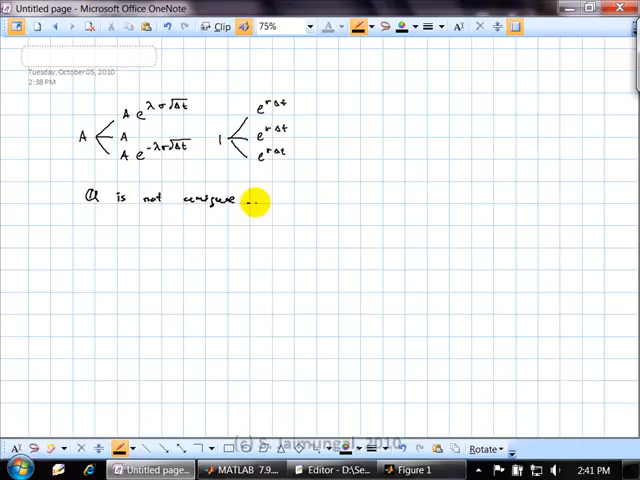 Untitled page - Microsoft Office OneNote
Clip 75%
Tuesday, October 05, 2010
2:38 PM
A e^{λσ√Δt} e^{rΔt}
A A 1 e^{rΔt}
A e^{-λσ√Δt} e^{rΔt}
Q is not unique ...
Rotate
(c) S. Jaimungal, 2010
Untitled page... MATLAB 7.9... Editor - D:\Se... Figure 1 2:41 PM